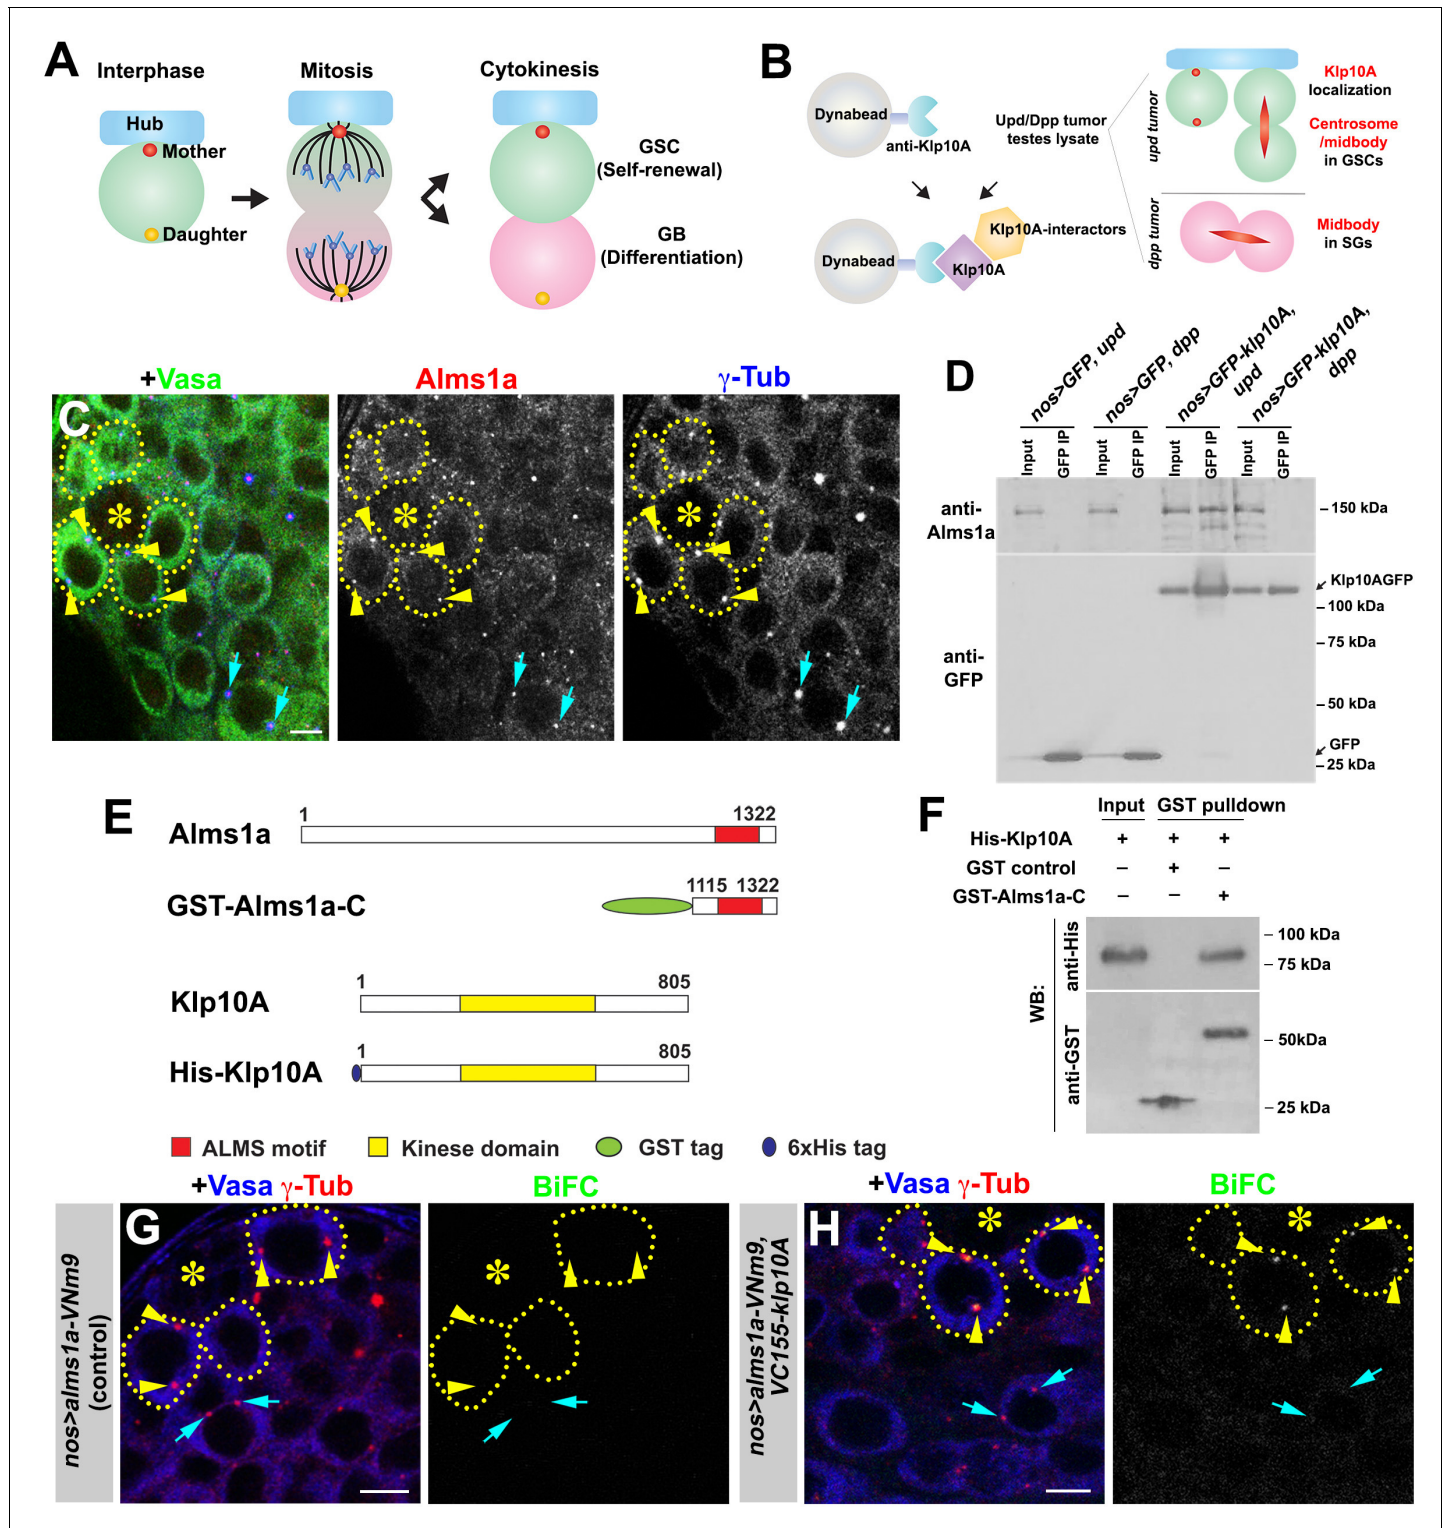 A
Interphase
Mitosis
Cytokinesis
Hub
Mother
Daughter
GSC
(Self-renewal)
GB
(Differentiation)
B
Dynabead
anti-Klp10A
Upd/Dpp tumor
testes lysate
Dynabead
Klp10A
Klp10A-interactors
upd tumor
dpp tumor
Klp10A
localization
Centrosome
/midbody
in GSCs
Midbody
in SGs
+Vasa
Alms1a
γ-Tub
C
D
nos>GFP, upd
nos>GFP, dpp
nos>GFP-klp10A,
upd
nos>GFP-klp10A,
dpp
Input
GFP IP
Input
GFP IP
Input
GFP IP
Input
GFP IP
anti-
Alms1a
150 kDa
Klp10AGFP
100 kDa
75 kDa
anti-
GFP
50 kDa
GFP
25 kDa
E
1 1322
Alms1a
1115 1322
GST-Alms1a-C
1 805
Klp10A
1 805
His-Klp10A
ALMS motif
Kinese domain
GST tag
6xHis tag
F
Input GST pulldown
His-Klp10A + + +
GST control – + –
GST-Alms1a-C – – +
WB:
anti-His
100 kDa
75 kDa
anti-GST
50kDa
25 kDa
+Vasa γ-Tub
BiFC
G
nos>alms1a-VNm9
(control)
+Vasa γ-Tub
BiFC
H
nos>alms1a-VNm9,
VC155-klp10A